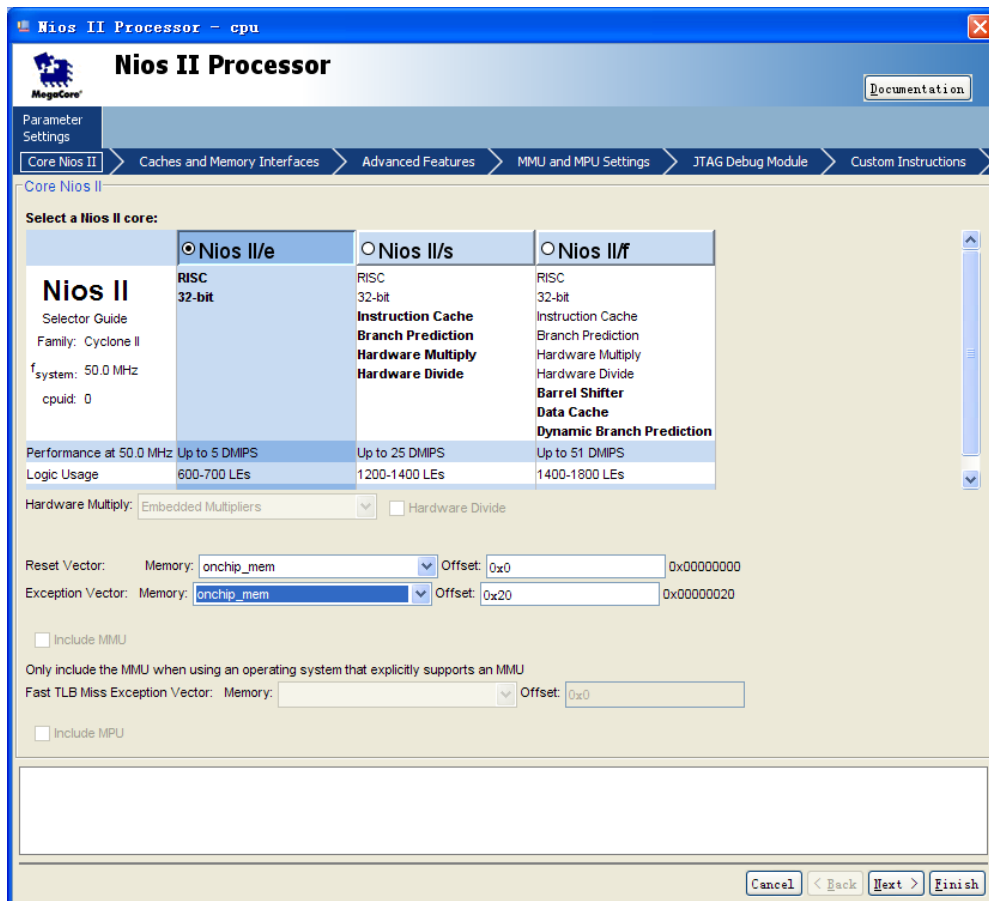 Nios II Processor - cpu
Nios II Processor
MegaCore®
Documentation
Parameter
Settings
Core Nios II
Caches and Memory Interfaces
Advanced Features
MMU and MPU Settings
JTAG Debug Module
Custom Instructions
Core Nios II
Select a Nios II core:
Nios II/e
Nios II/s
Nios II/f
Nios II
Selector Guide
Family: Cyclone II
fsystem: 50.0 MHz
cpuid: 0
RISC
32-bit
RISC
32-bit
Instruction Cache
Branch Prediction
Hardware Multiply
Hardware Divide
RISC
32-bit
Instruction Cache
Branch Prediction
Hardware Multiply
Hardware Divide
Barrel Shifter
Data Cache
Dynamic Branch Prediction
Performance at 50.0 MHz Up to 5 DMIPS Up to 25 DMIPS Up to 51 DMIPS
Logic Usage 600-700 LEs 1200-1400 LEs 1400-1800 LEs
Hardware Multiply: Embedded Multipliers Hardware Divide
Reset Vector: Memory: onchip_mem Offset: 0x0 0x00000000
Exception Vector: Memory: onchip_mem Offset: 0x20 0x00000020
Include MMU
Only include the MMU when using an operating system that explicitly supports an MMU
Fast TLB Miss Exception Vector: Memory: Offset: 0x0
Include MPU
Cancel < Back Next > Finish